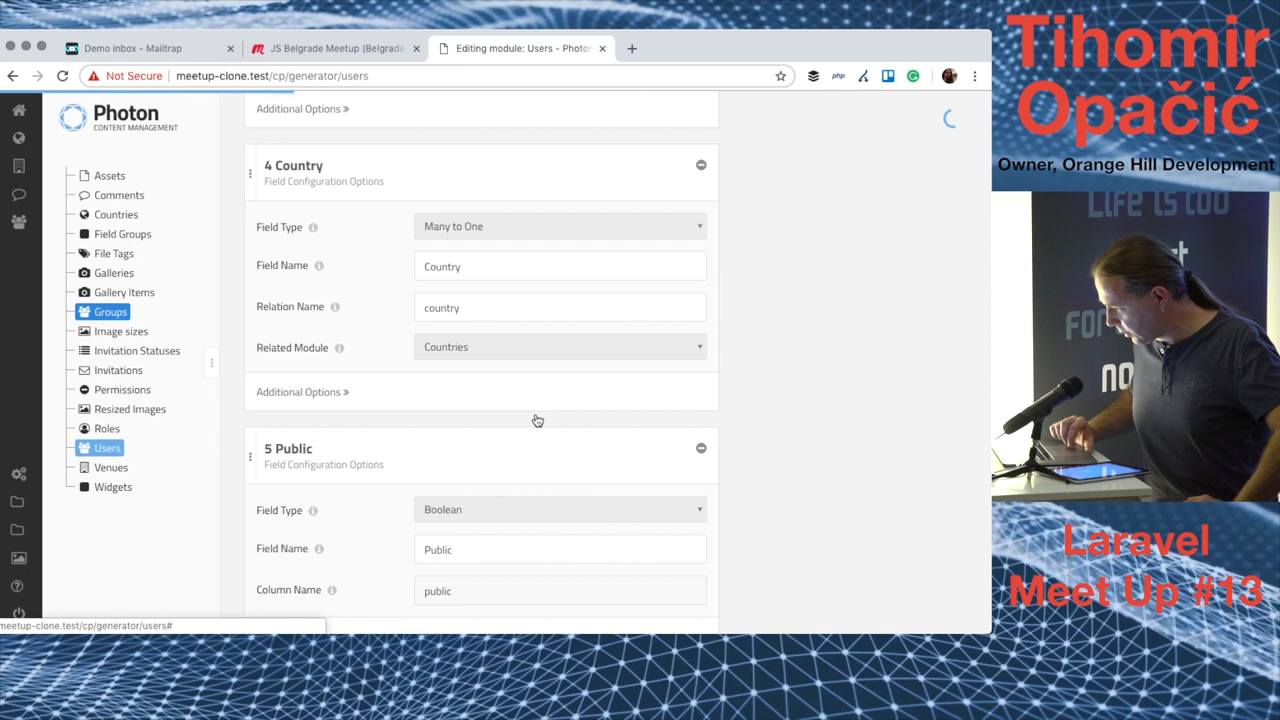 Demo inbox - Mailtrap
JS Belgrade Meetup (Belgrade,
Editing module: Users - Photon
Not Secure
meetup-clone.test/cp/generator/users
php
Photon
CONTENT MANAGEMENT
Assets
Comments
Countries
Field Groups
File Tags
Galleries
Gallery Items
Groups
Image sizes
Invitation Statuses
Invitations
Permissions
Resized Images
Roles
Users
Venues
Widgets
Additional Options »
4 Country
Field Configuration Options
Field Type
Many to One
Field Name
Country
Relation Name
country
Related Module
Countries
Additional Options »
5 Public
Field Configuration Options
Field Type
Boolean
Field Name
Public
Column Name
public
meetup-clone.test/cp/generator/users#
Tihomir
Opačić
Owner, Orange Hill Development
LIFE IS TOO
FOR
Laravel
Meet Up #13